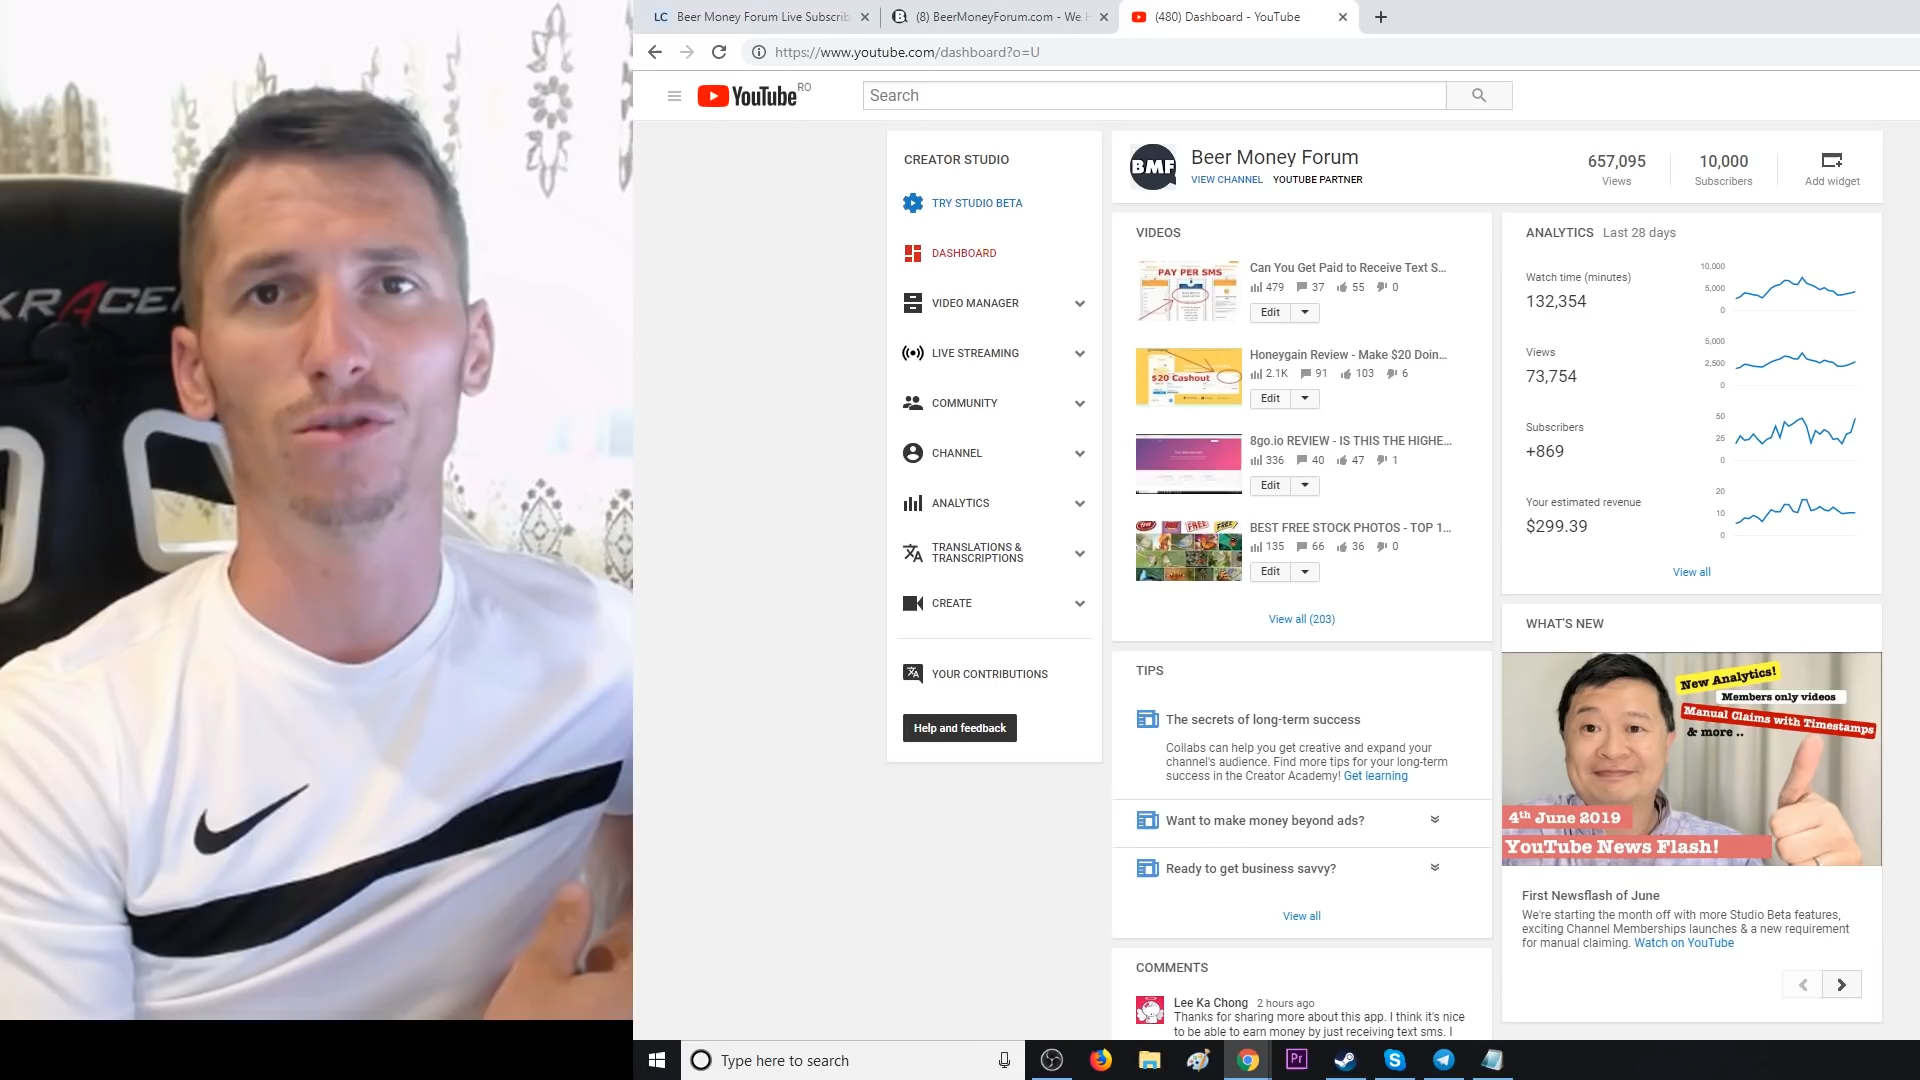 LC Beer Money Forum Live Subscrib
(8) BeerMoneyForum.com - We H
(480) Dashboard - YouTube
https://www.youtube.com/dashboard?o=U
YouTube RO
Search
CREATOR STUDIO
TRY STUDIO BETA
DASHBOARD
VIDEO MANAGER
LIVE STREAMING
COMMUNITY
CHANNEL
ANALYTICS
TRANSLATIONS &
TRANSCRIPTIONS
CREATE
YOUR CONTRIBUTIONS
Help and feedback
BMF
Beer Money Forum
VIEW CHANNEL YOUTUBE PARTNER
657,095
Views
10,000
Subscribers
Add widget
VIDEOS
PAY PER SMS
Can You Get Paid to Receive Text S...
479 37 55 0
Edit
$20 Cashout
Honeygain Review - Make $20 Doin...
2.1K 91 103 6
Edit
8go.io REVIEW - IS THIS THE HIGHE...
336 40 47 1
Edit
FREE FREE
BEST FREE STOCK PHOTOS - TOP 1...
135 66 36 0
Edit
View all (203)
TIPS
The secrets of long-term success
Collabs can help you get creative and expand your
channel's audience. Find more tips for your long-term
success in the Creator Academy! Get learning
Want to make money beyond ads?
Ready to get business savvy?
View all
COMMENTS
Lee Ka Chong 2 hours ago
Thanks for sharing more about this app. I think it's nice
to be able to earn money by just receiving text sms. I
ANALYTICS Last 28 days
Watch time (minutes)
132,354
10,000
5,000
0
Views
73,754
5,000
2,500
0
Subscribers
+869
50
25
0
Your estimated revenue
$299.39
20
10
0
View all
WHAT'S NEW
New Analytics!
Members only videos
Manual Claims with Timestamps
& more ..
4th June 2019
YouTube News Flash!
First Newsflash of June
We're starting the month off with more Studio Beta features,
exciting Channel Memberships launches & a new requirement
for manual claiming. Watch on YouTube
Type here to search
Pr